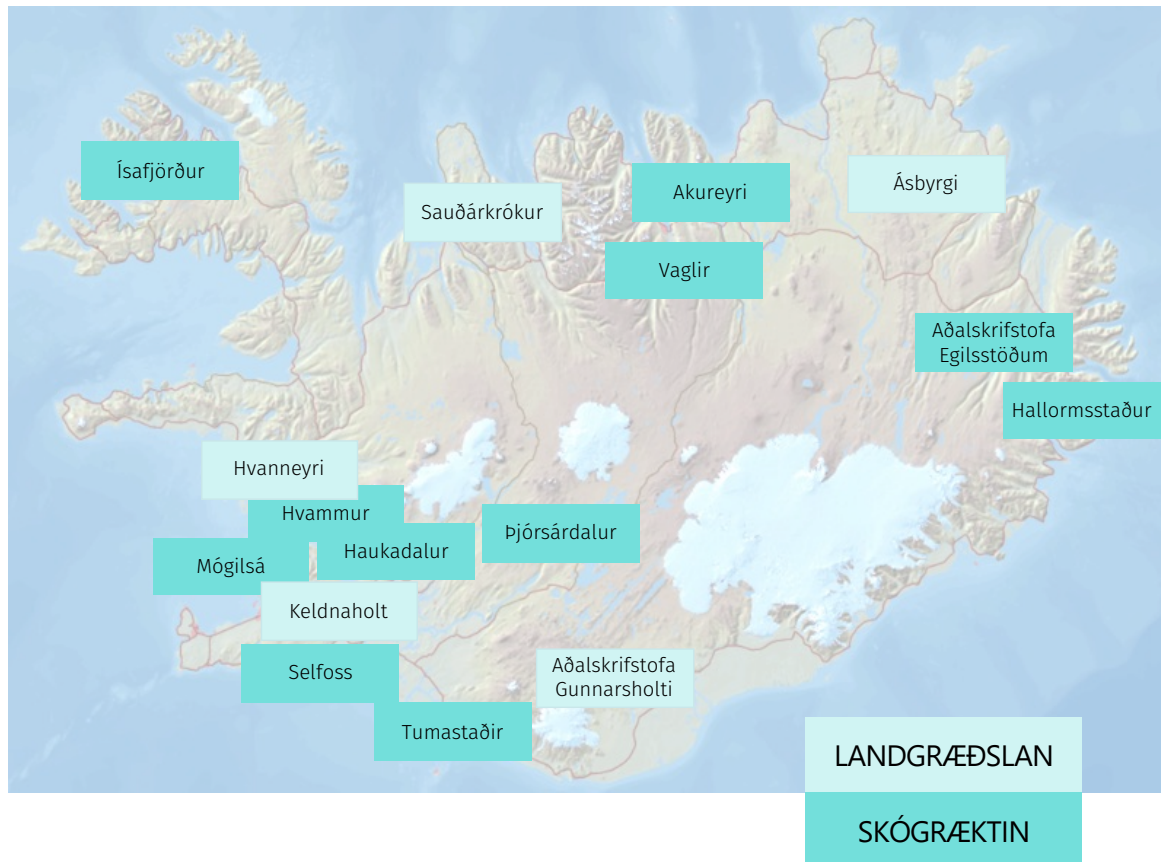 Ísafjörður
Akureyri
Ásbyrgi
Sauðárkrókur
Vaglir
Aðalskrifstofa
Egilsstöðum
Hallormsstaður
Hvanneyri
Hvammur
Þjórsárdalur
Haukadalur
Mógilsá
Keldnaholt
Selfoss
Aðalskrifstofa
Gunnarsholti
Tumastaðir
LANDGRÆÐSLAN
SKÓGRÆKTIN